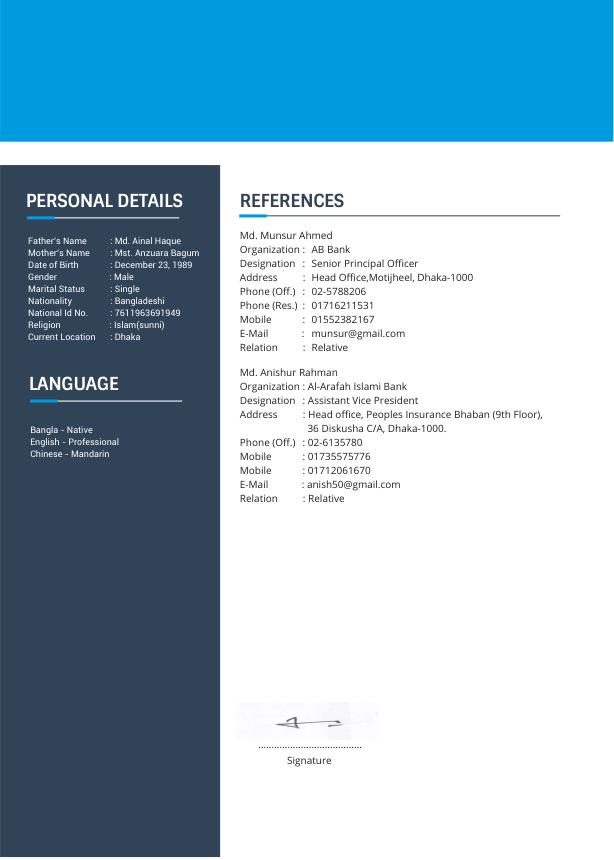 PERSONAL DETAILS
Father's Name : Md. Ainal Haque
Mother's Name : Mst. Anzuara Bagum
Date of Birth : December 23, 1989
Gender : Male
Marital Status : Single
Nationality : Bangladeshi
National Id No. : 7611963691949
Religion : Islam(sunni)
Current Location : Dhaka
LANGUAGE
Bangla - Native
English - Professional
Chinese - Mandarin
REFERENCES
Md. Munsur Ahmed
Organization : AB Bank
Designation : Senior Principal Officer
Address : Head Office,Motijheel, Dhaka-1000
Phone (Off.) : 02-5788206
Phone (Res.) : 01716211531
Mobile : 01552382167
E-Mail : munsur@gmail.com
Relation : Relative
Md. Anishur Rahman
Organization : Al-Arafah Islami Bank
Designation : Assistant Vice President
Address : Head office, Peoples Insurance Bhaban (9th Floor),
36 Diskusha C/A, Dhaka-1000.
Phone (Off.) : 02-6135780
Mobile : 01735575776
Mobile : 01712061670
E-Mail : anish50@gmail.com
Relation : Relative
Signature